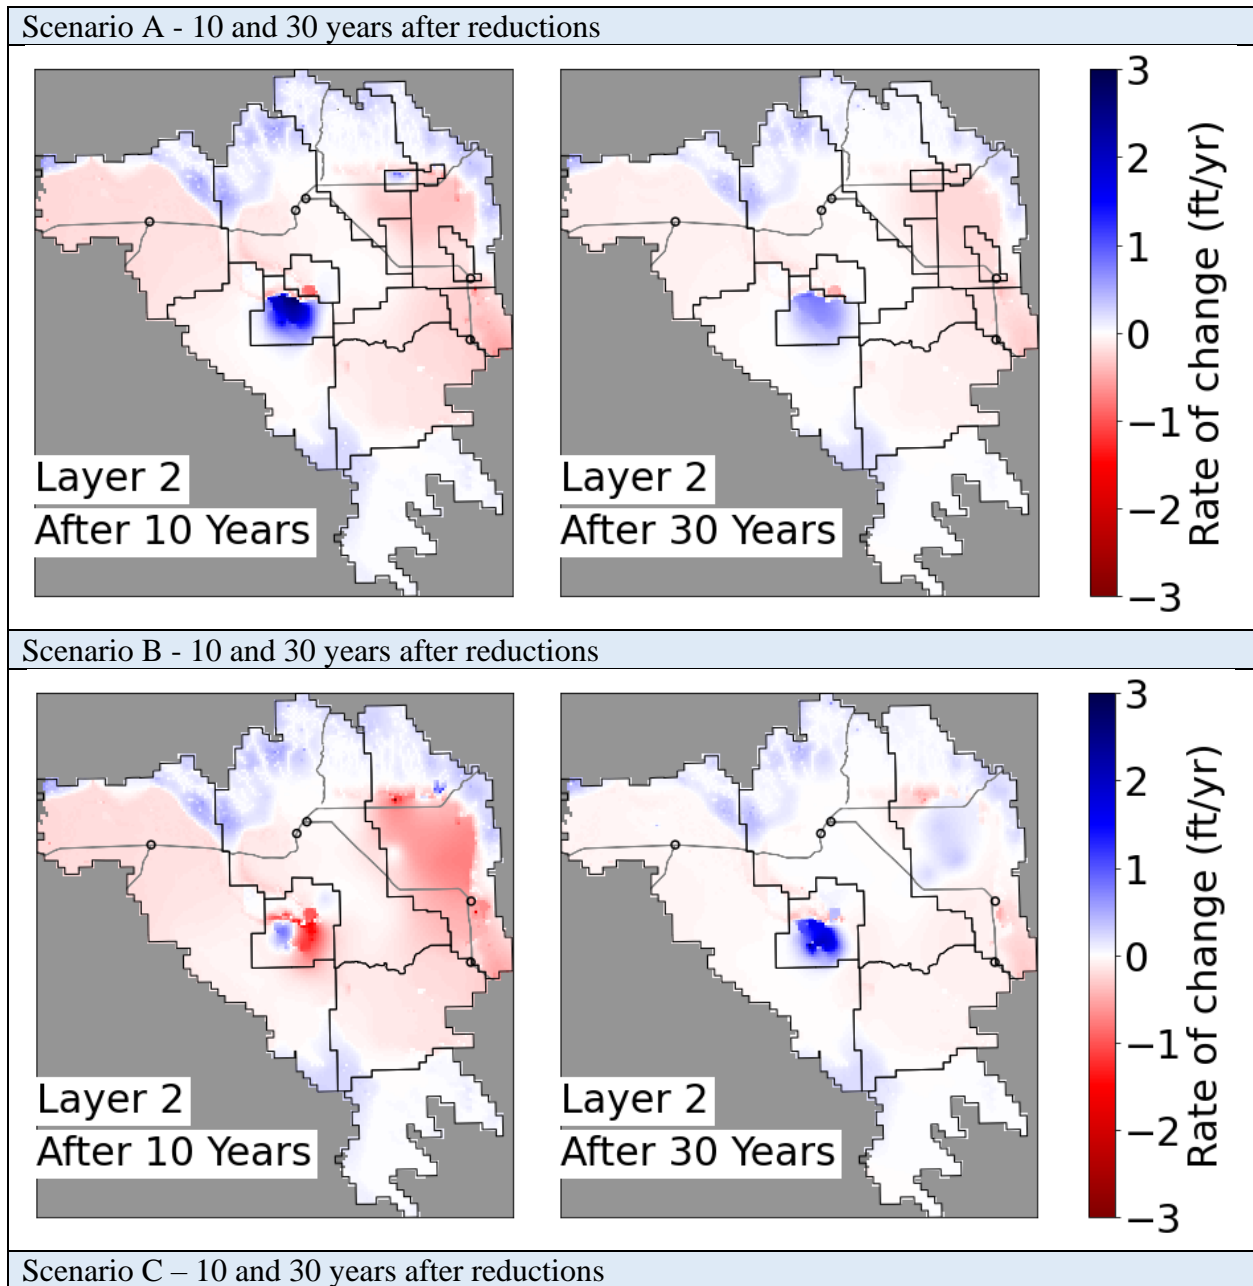 Scenario A - 10 and 30 years after reductions
Layer 2
After 10 Years
Layer 2
After 30 Years
3
2
1
0
−1
−2
−3
Rate of change (ft/yr)
Scenario B - 10 and 30 years after reductions
Layer 2
After 10 Years
Layer 2
After 30 Years
3
2
1
0
−1
−2
−3
Rate of change (ft/yr)
Scenario C – 10 and 30 years after reductions